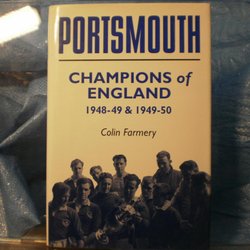 PORTSMOUTH
CHAMPIONS of
ENGLAND
1948-49 & 1949-50
Colin Farmery